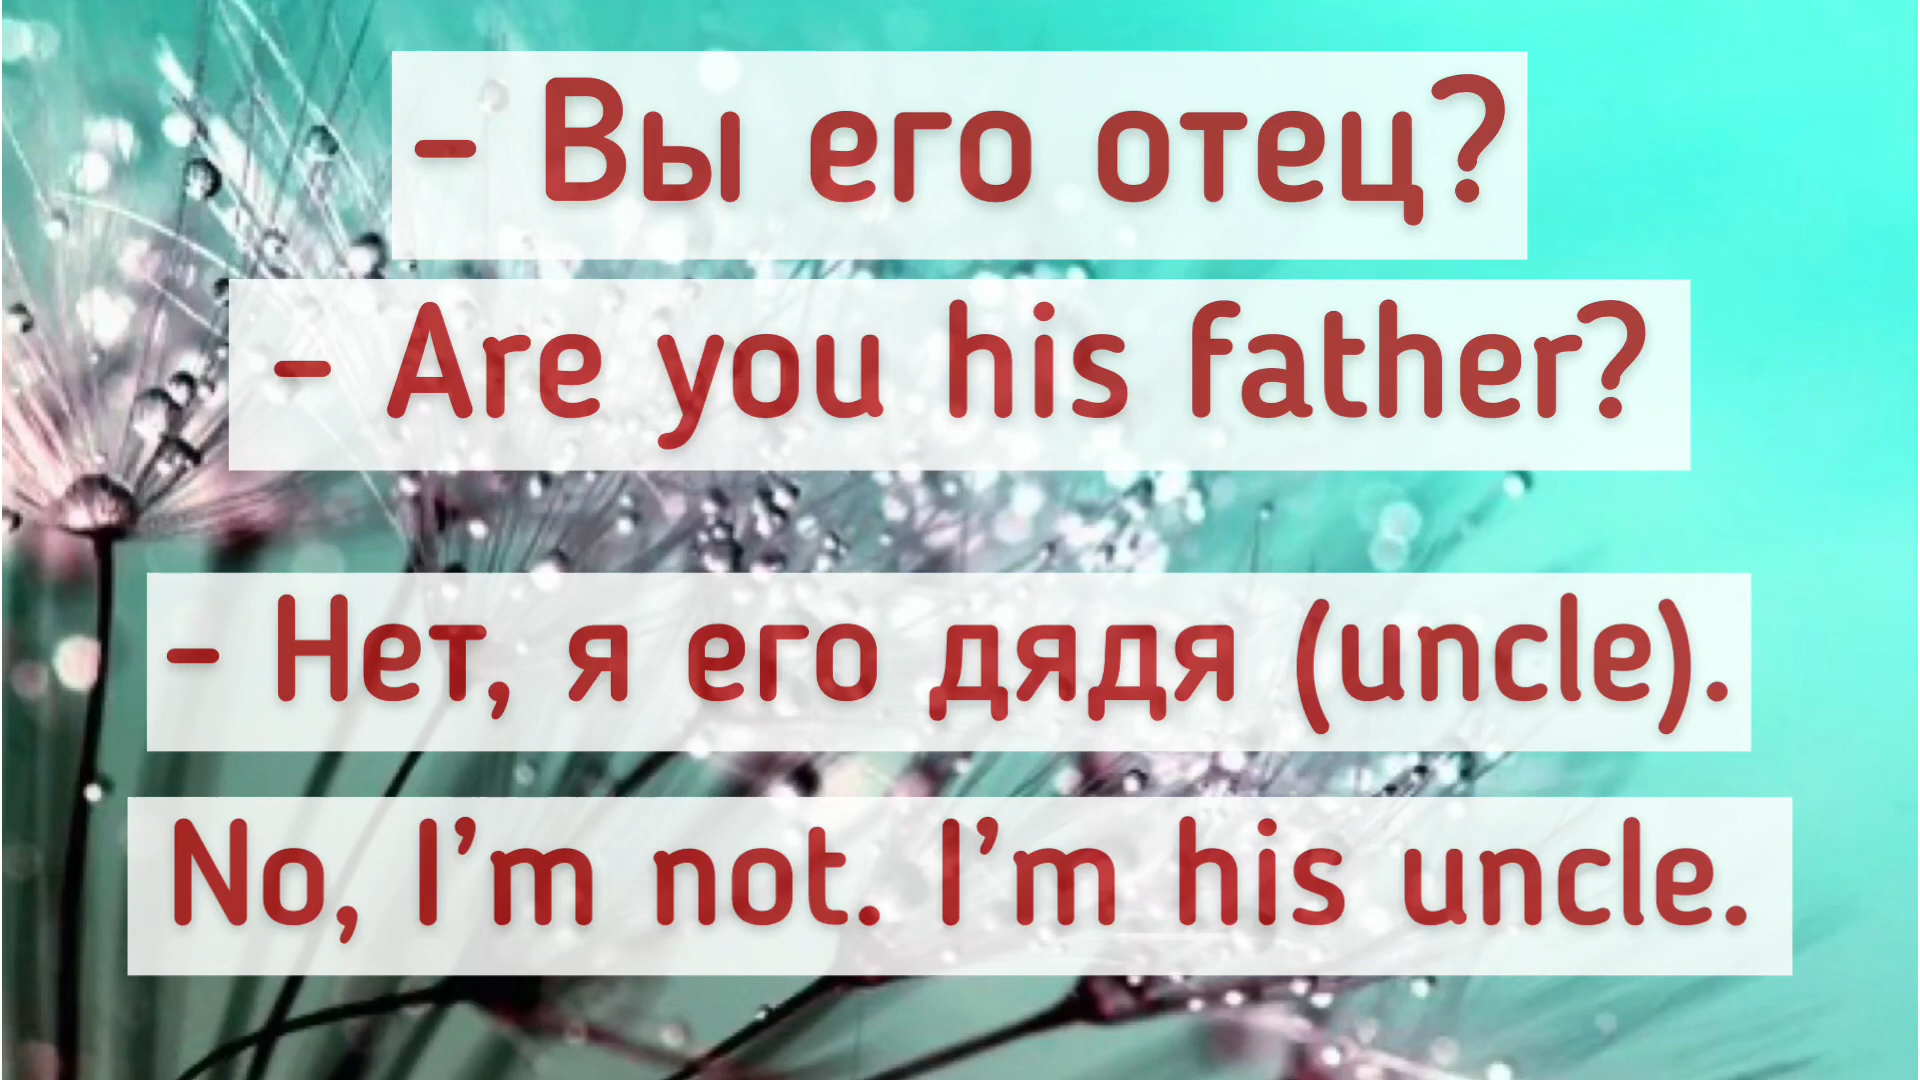 – Вы его отец?
– Are you his father?
– Нет, я его дядя (uncle).
No, I’m not. I’m his uncle.